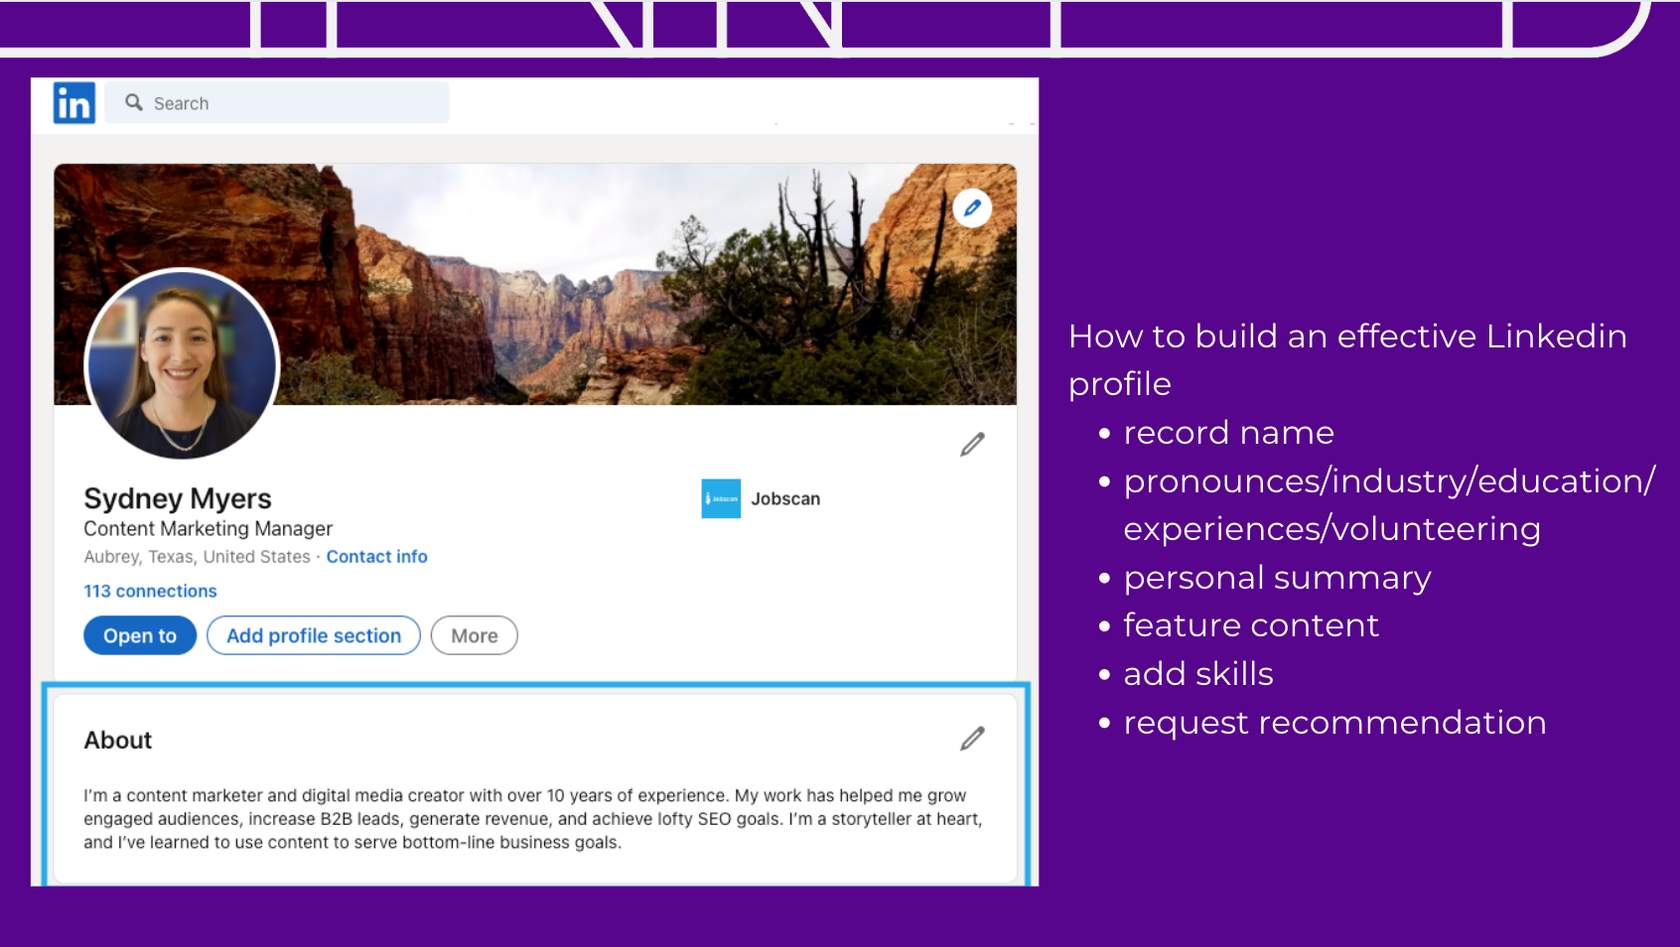 in
Search
Sydney Myers
Content Marketing Manager
Aubrey, Texas, United States · Contact info
113 connections
Open to
Add profile section
More
Jobscan
Jobscan
About
I'm a content marketer and digital media creator with over 10 years of experience. My work has helped me grow
engaged audiences, increase B2B leads, generate revenue, and achieve lofty SEO goals. I'm a storyteller at heart,
and I've learned to use content to serve bottom-line business goals.
How to build an effective Linkedin
profile
• record name
• pronounces/industry/education/
experiences/volunteering
• personal summary
• feature content
• add skills
• request recommendation